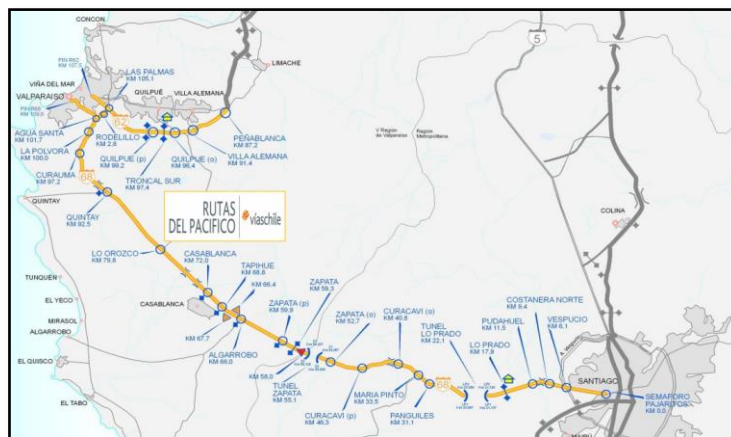 CONCON
LIMACHE
5
LAS PALMAS
KM 105,1
VIÑA DEL MAR
VALPARAISO
QUILPUÉ
VILLA ALEMANA
62
PEÑABLANCA
KM 87,2
AGUA SANTA
KM 101,7
RODELILLO
KM 2,8
LA POLVORA
KM 100,0
QUILPUE (p)
KM 99,2
QUILPUE (o)
KM 96,4
VILLA ALEMANA
KM 91,4
TRONCAL SUR
KM 97,4
CURAUMA
KM 97,2
68
QUINTAY
QUINTAY
KM 92,5
V Región
de Valparaíso
Región
Metropolitana
RUTAS
DEL PACIFICO
víaschile
COLINA
LO OROZCO
KM 79,8
CASABLANCA
KM 72,0
TAPIHUE
KM 68,8
KM 66,4
ZAPATA
KM 59,3
TUNQUEN
EL YECO
CASABLANCA
ZAPATA (p)
KM 59,9
ZAPATA (o)
KM 52,7
CURACAVI (o)
KM 40,8
TUNEL
LO PRADO
KM 22,1
COSTANERA NORTE
KM 9,4
PUDAHUEL
KM 11,5
VESPUCIO
KM 6,1
LO PRADO
KM 17,9
MIRASOL
ALGARROBO
KM 67,7
ALGARROBO
KM 66,0
KM 58,0
TUNEL
ZAPATA
KM 55,1
EL QUISCO
EL TABO
CURACAVI (p)
KM 46,3
MARIA PINTO
KM 33,5
PANGUILES
KM 31,1
68
SANTIAGO
SEMAFORO
PAJARITOS
KM 0,0